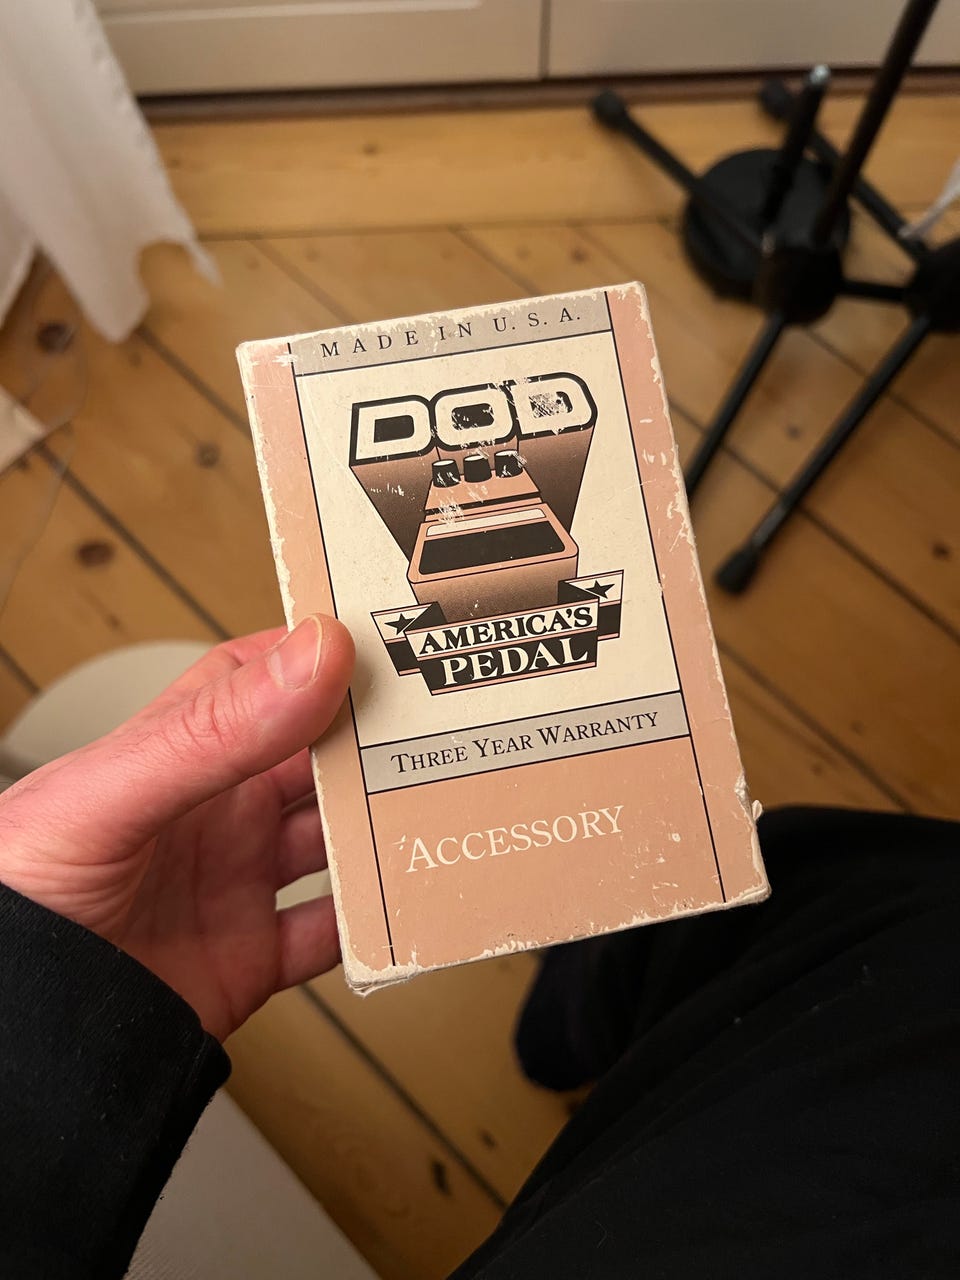 MADE IN U.S.A.
DOD
AMERICA'S
PEDAL
THREE YEAR WARRANTY
ACCESSORY